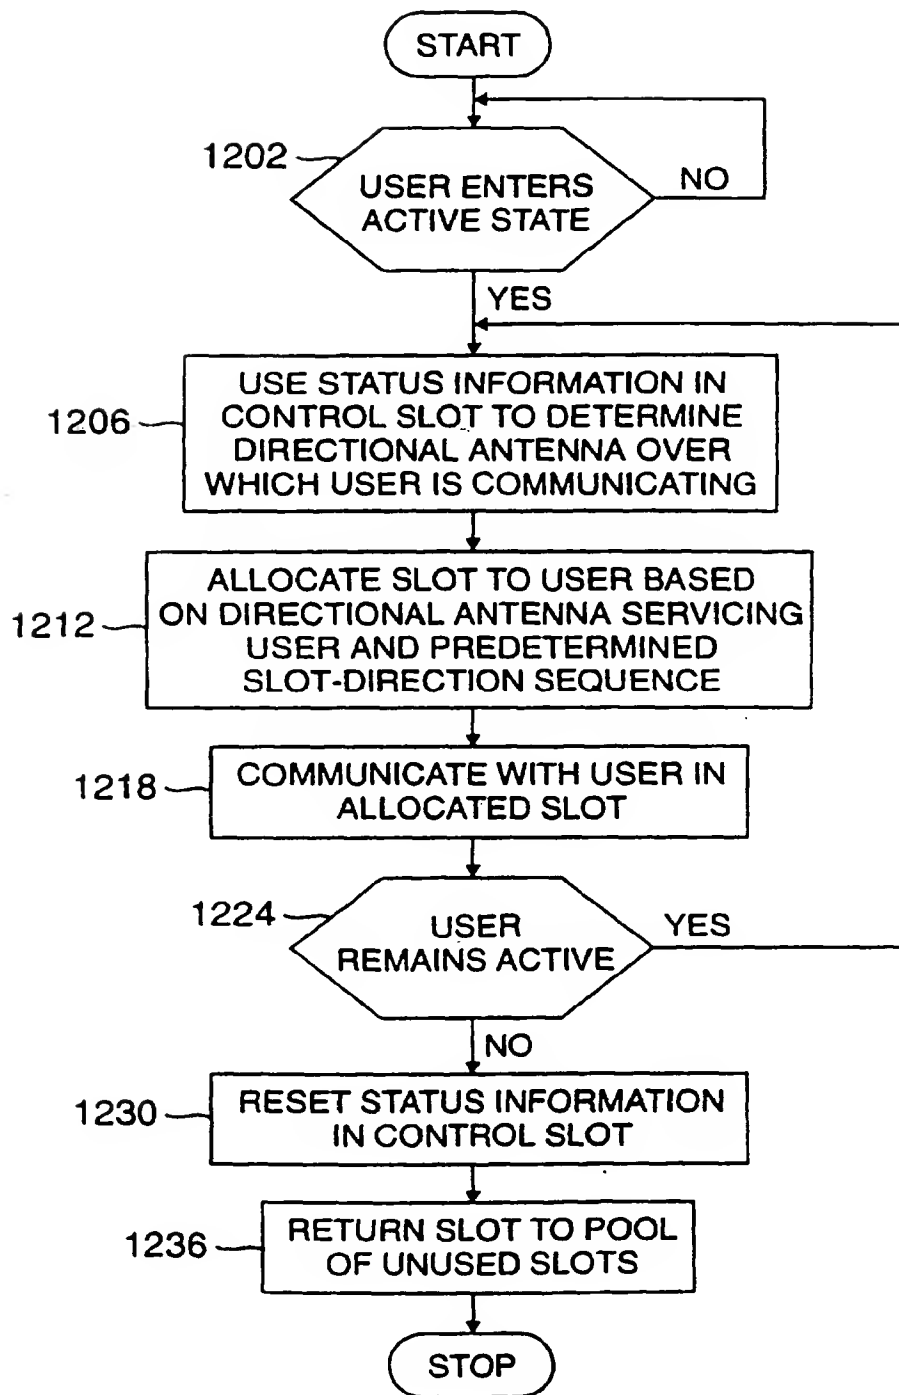 START
1202
USER ENTERS
ACTIVE STATE
NO
YES
1206
USE STATUS INFORMATION IN
CONTROL SLOT TO DETERMINE
DIRECTIONAL ANTENNA OVER
WHICH USER IS COMMUNICATING
1212
ALLOCATE SLOT TO USER BASED
ON DIRECTIONAL ANTENNA SERVICING
USER AND PREDETERMINED
SLOT-DIRECTION SEQUENCE
1218
COMMUNICATE WITH USER IN
ALLOCATED SLOT
1224
USER
REMAINS ACTIVE
YES
NO
1230
RESET STATUS INFORMATION
IN CONTROL SLOT
1236
RETURN SLOT TO POOL
OF UNUSED SLOTS
STOP